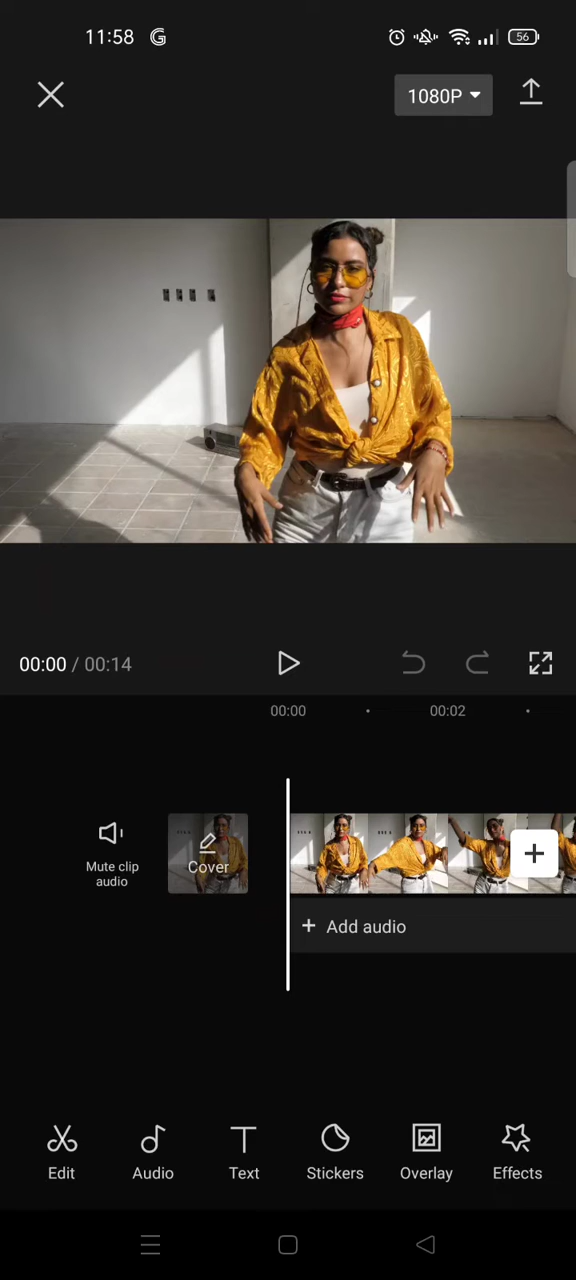 11:58
56
1080P
00:00 / 00:14
00:00
00:02
Mute clip
audio
Cover
+ Add audio
Edit
Audio
Text
Stickers
Overlay
Effects